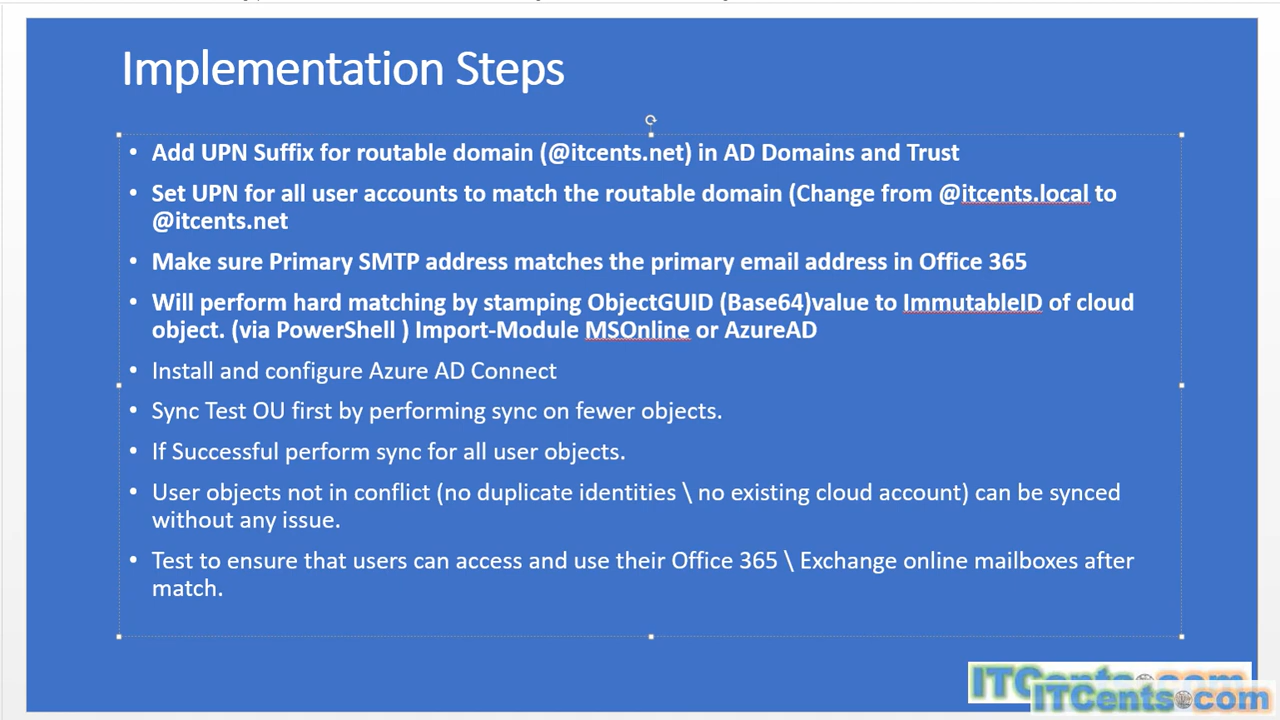 Implementation Steps
• Add UPN Suffix for routable domain (@itcents.net) in AD Domains and Trust
• Set UPN for all user accounts to match the routable domain (Change from @itcents.local to
@itcents.net
• Make sure Primary SMTP address matches the primary email address in Office 365
• Will perform hard matching by stamping ObjectGUID (Base64)value to ImmutableID of cloud
object. (via PowerShell ) Import-Module MSOnline or AzureAD
• Install and configure Azure AD Connect
• Sync Test OU first by performing sync on fewer objects.
• If Successful perform sync for all user objects.
• User objects not in conflict (no duplicate identities \ no existing cloud account) can be synced
without any issue.
• Test to ensure that users can access and use their Office 365 \ Exchange online mailboxes after
match.
ITCents.com
ITCents.com